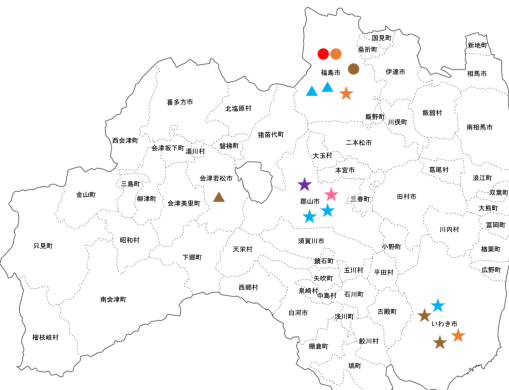 国見町
桑折町
新地町
福島市
伊達市
相馬市
喜多方市
北塩原村
飯野町
川俣町
飯舘村
南相馬市
猪苗代町
西会津町
会津坂下町
湯川村
磐梯町
二本松市
大玉村
本宮市
葛尾村
浪江町
三島町
会津若松市
双葉町
金山町
柳津町
会津美里町
郡山市
三春町
田村市
大熊町
富岡町
川内村
只見町
昭和村
須賀川市
小野町
楢葉町
天栄村
下郷町
鏡石町
玉川村
平田村
広野町
矢吹町
西郷村
泉崎村
中島村
石川町
南会津町
白河市
浅川町
古殿町
いわき市
檜枝岐村
棚倉町
鮫川村
塙町